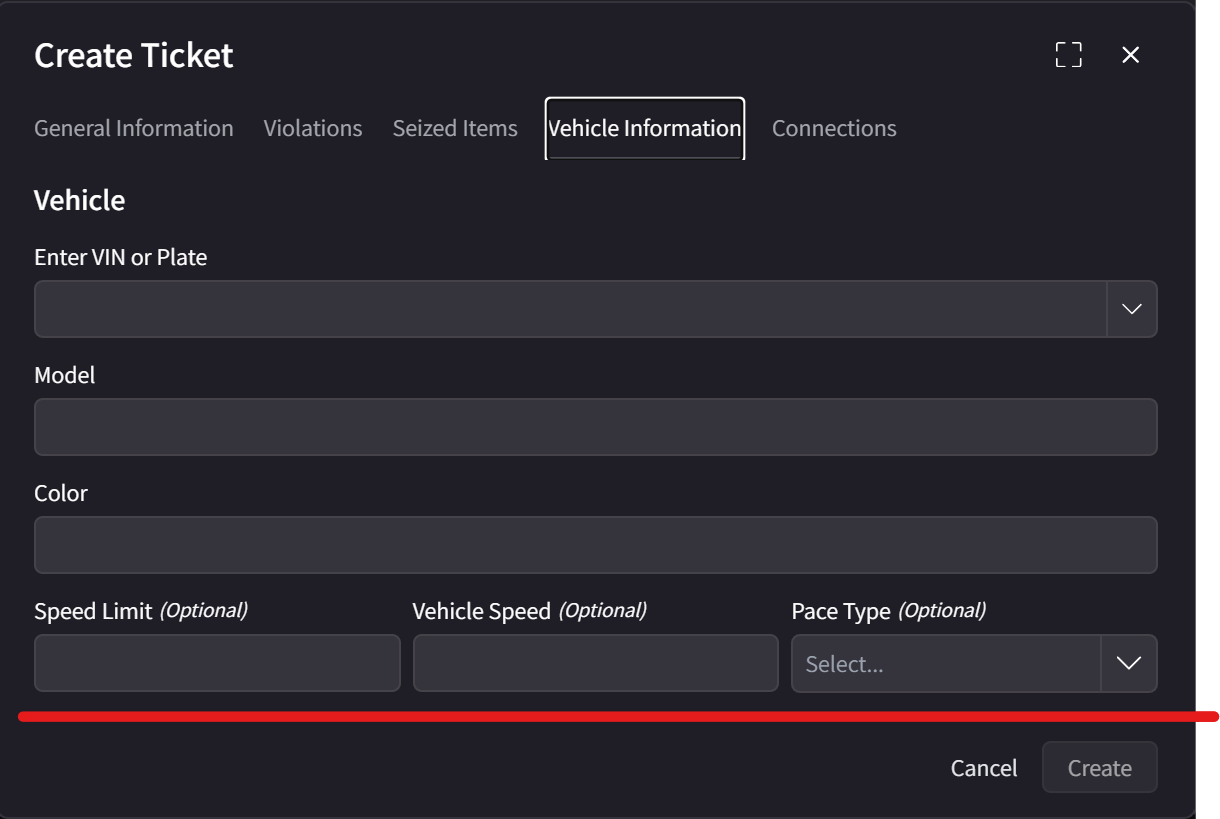 Create Ticket
General Information Violations Seized Items Vehicle Information Connections
Vehicle
Enter VIN or Plate
Model
Color
Speed Limit (Optional) Vehicle Speed (Optional) Pace Type (Optional)
Select...
Cancel Create